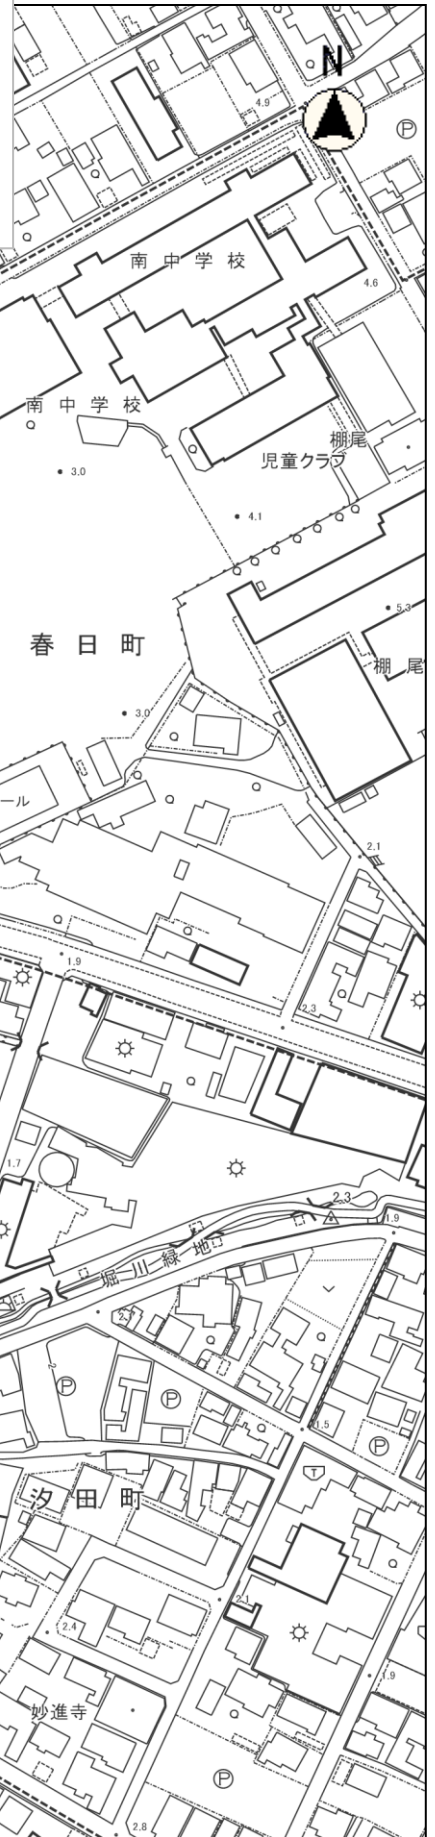 N
4.9
P
南中学校
4.6
南中学校
棚尾
児童クラブ
3.0
4.1
5.3
春日町
棚尾
3.0
ール
2.1
1.9
2.3
1.7
2.3
1.9
堀川緑地
P
P
1.5
P
T
汐田町
2.1
2.4
1.9
妙進寺
P
2.8